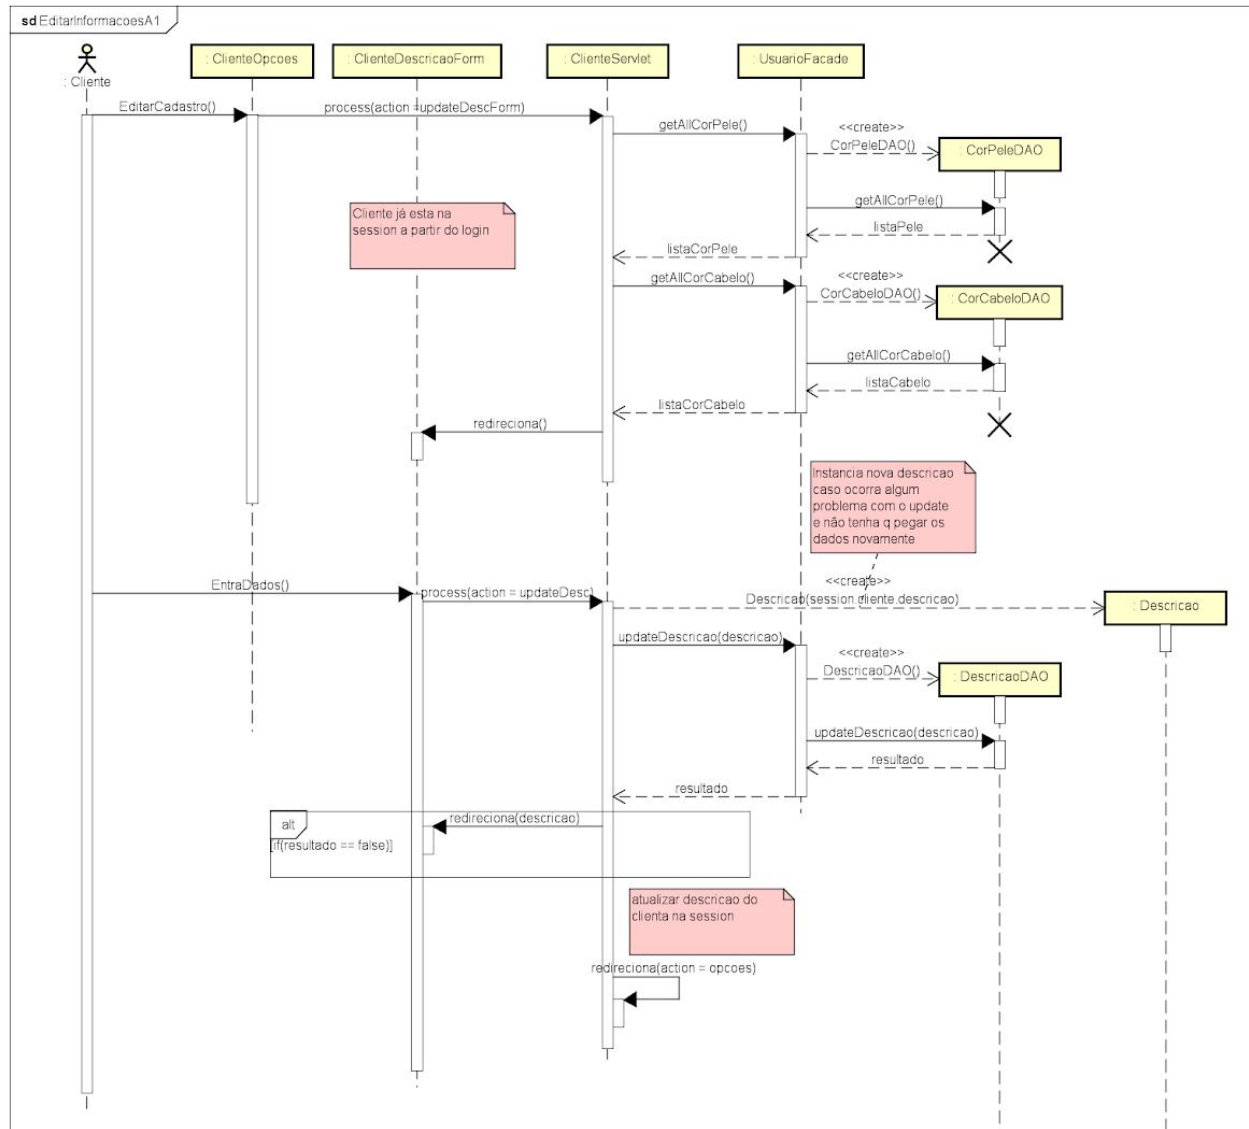 sd EditarInformacoesA1
: Cliente
: ClienteOpcoes
: ClienteDescricaoForm
: ClienteServlet
: UsuarioFacade
EditarCadastro()
process(action =updateDescForm)
getAllCorPele()
<<create>>
CorPeleDAO()
: CorPeleDAO
getAllCorPele()
listaPele
Cliente já esta na
session a partir do login
listaCorPele
getAllCorCabelo()
<<create>>
CorCabeloDAO()
: CorCabeloDAO
getAllCorCabelo()
listaCabelo
listaCorCabelo
redireciona()
Instancia nova descricao
caso ocorra algum
problema com o update
e não tenha q pegar os
dados novamente
EntraDados()
process(action = updateDesc)
<<create>>
Descricao(session.cliente.descricao)
: Descricao
updateDescricao(descricao)
<<create>>
DescricaoDAO()
: DescricaoDAO
updateDescricao(descricao)
resultado
resultado
alt
[if(resultado == false)]
redireciona(descricao)
atualizar descricao do
clienta na session
redireciona(action = opcoes)